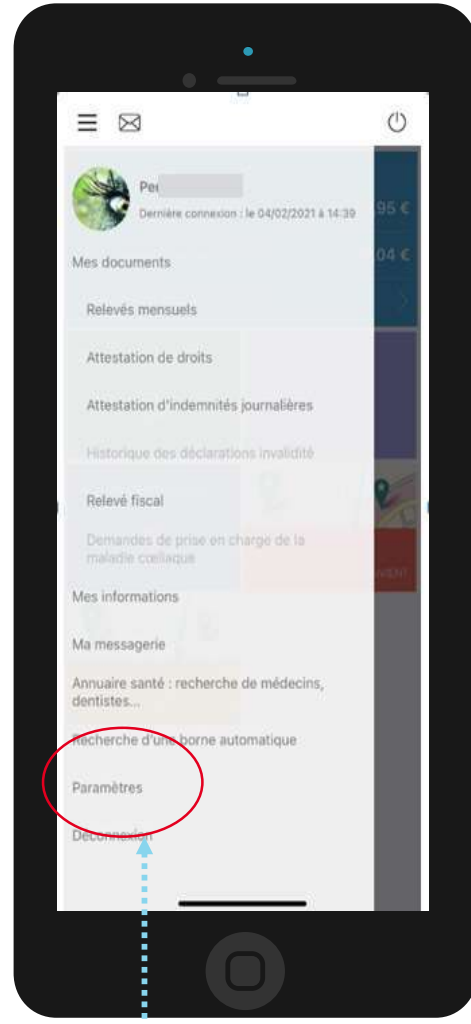 Per
Dernière connexion : le 04/02/2021 à 14:39
,95 €
,04 €
Mes documents
Relevés mensuels
Attestation de droits
Attestation d'indemnités journalières
Historique des déclarations invalidité
Relevé fiscal
Demandes de prise en charge de la
maladie cœliaque
Mes informations
Ma messagerie
Annuaire santé : recherche de médecins,
dentistes...
Recherche d'une borne automatique
Paramètres
Déconnexion